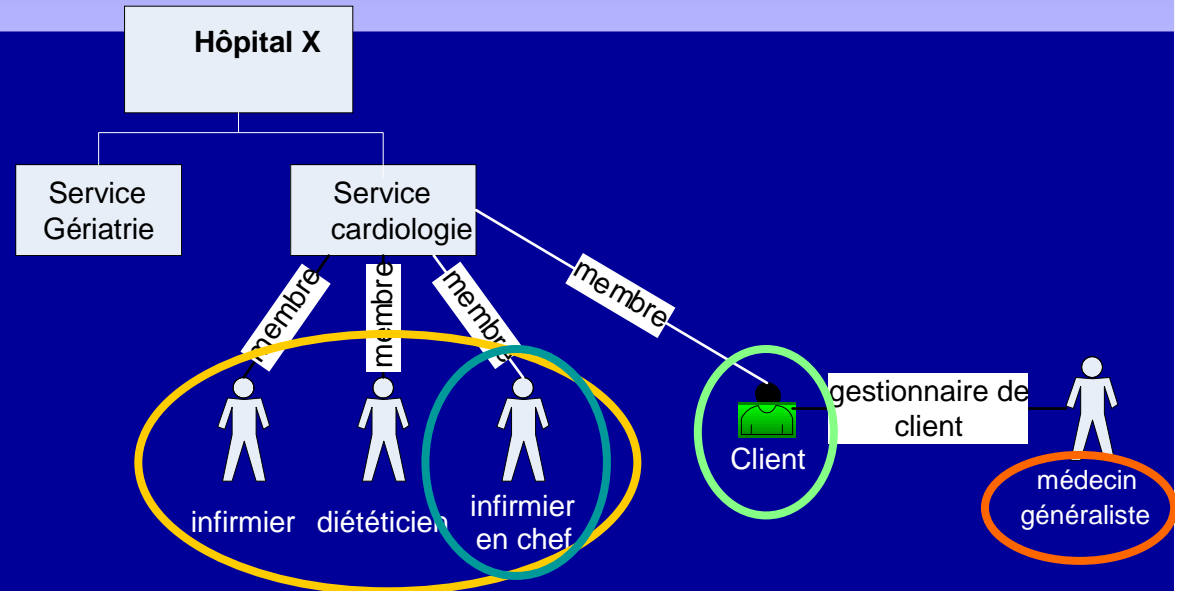 Hôpital X
Service
Gériatrie
Service
cardiologie
membre
membre
membre
membre
gestionnaire de
client
Client
infirmier
diététicien
infirmier
en chef
médecin
généraliste